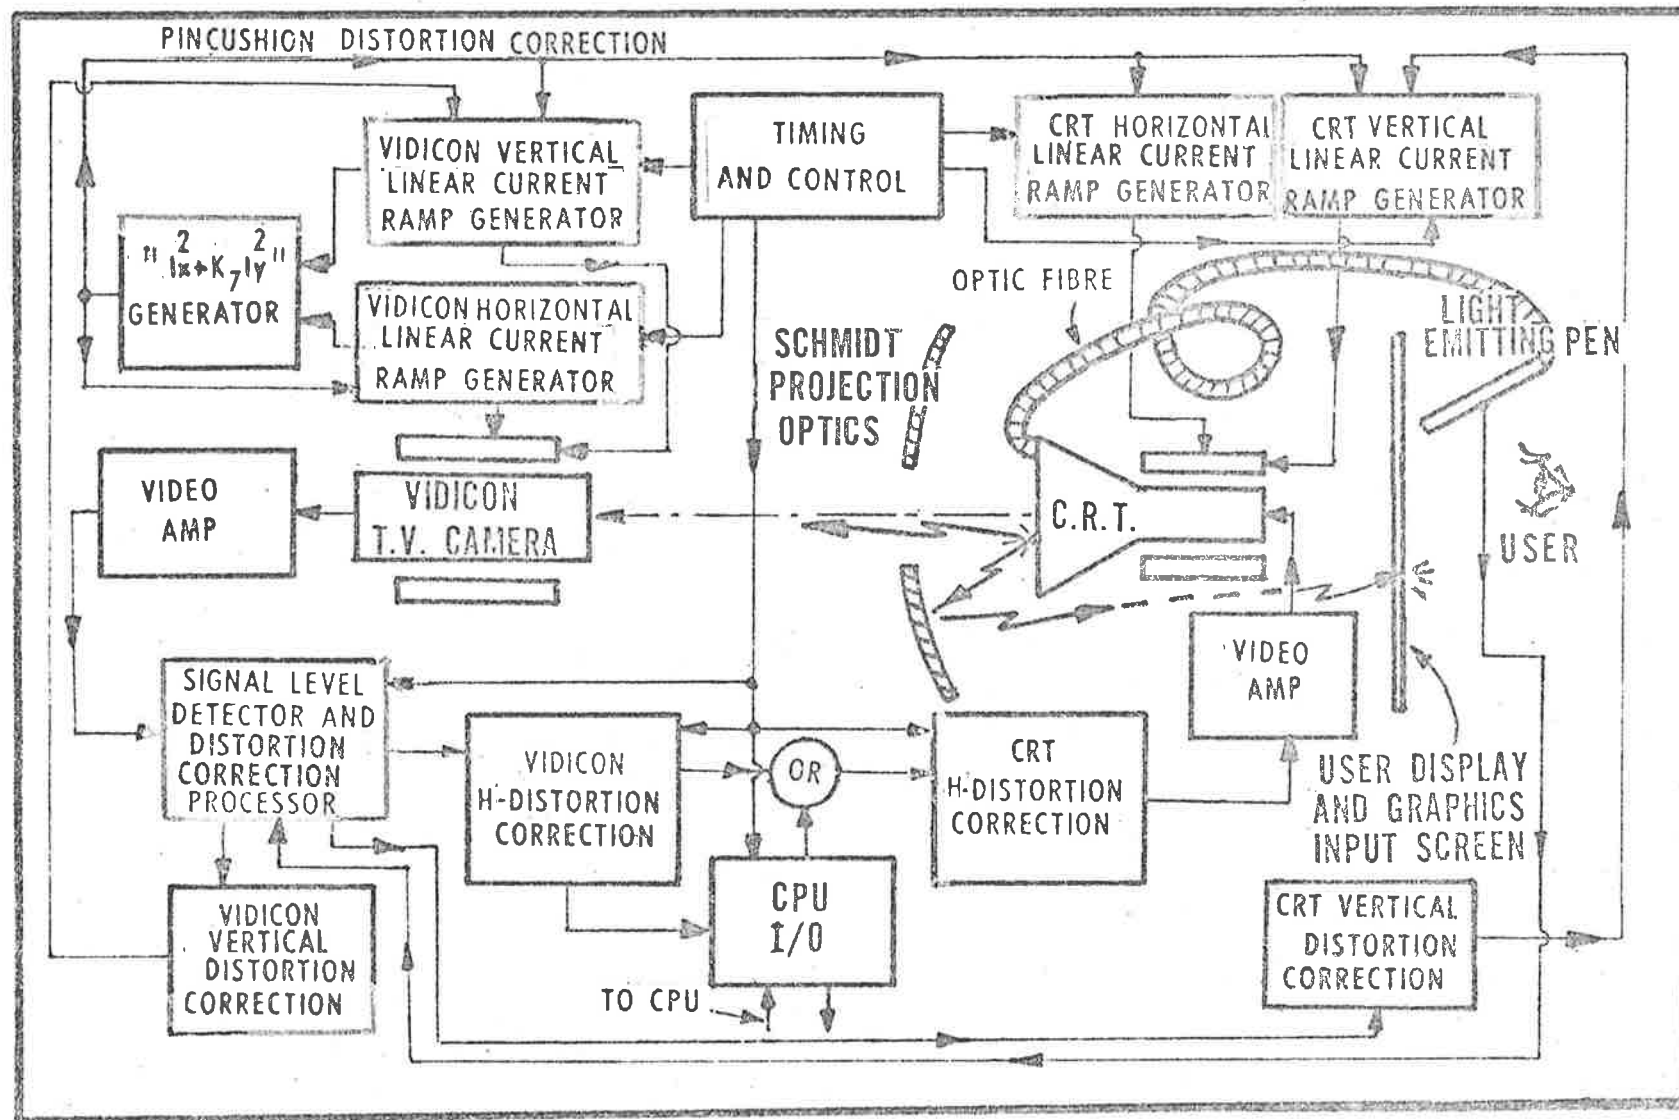 PINCUSHION DISTORTION CORRECTION
VIDICON VERTICAL
LINEAR CURRENT
RAMP GENERATOR
TIMING
AND CONTROL
CRT HORIZONTAL
LINEAR CURRENT
RAMP GENERATOR
CRT VERTICAL
LINEAR CURRENT
RAMP GENERATOR
" Ix²+K₇Iy² "
GENERATOR
VIDICON HORIZONTAL
LINEAR CURRENT
RAMP GENERATOR
OPTIC FIBRE
LIGHT
EMITTING PEN
SCHMIDT
PROJECTION
OPTICS
VIDEO
AMP
VIDICON
T.V. CAMERA
C.R.T.
USER
VIDEO
AMP
SIGNAL LEVEL
DETECTOR AND
DISTORTION
CORRECTION
PROCESSOR
VIDICON
H-DISTORTION
CORRECTION
OR
CRT
H-DISTORTION
CORRECTION
USER DISPLAY
AND GRAPHICS
INPUT SCREEN
VIDICON
VERTICAL
DISTORTION
CORRECTION
CPU
I/O
TO CPU
CRT VERTICAL
DISTORTION
CORRECTION